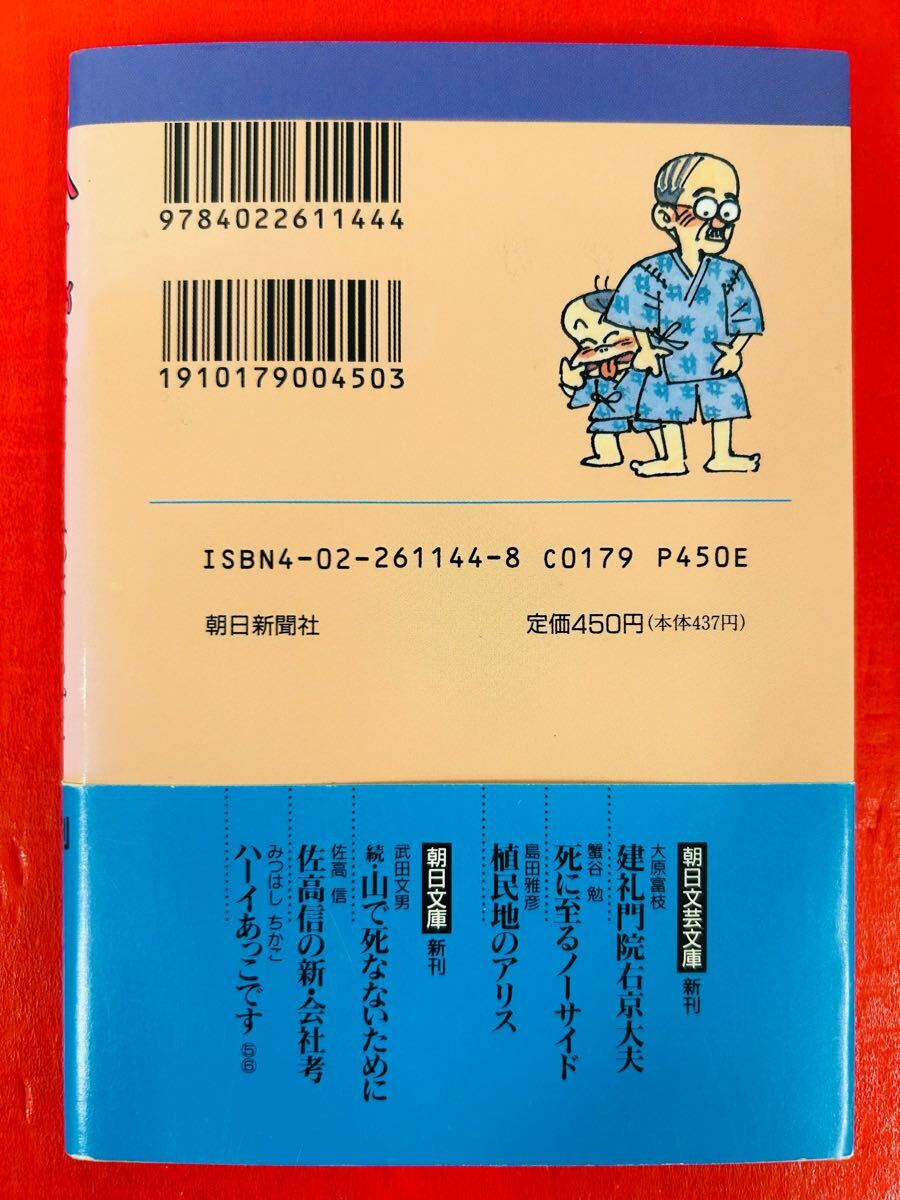 9784022611444
1910179004503
ISBN4-02-261144-8 C0179 P450E
朝日新聞社
定価450円(本体437円)
朝日文芸文庫 新刊
大原富枝
建礼門院右京大夫
蟹谷 勉
死に至るノーサイド
島田雅彦
植民地のアリス
朝日文庫 新刊
武田文男
続・山で死なないために
佐高 信
佐高信の新・会社考
みつはし ちかこ
ハーイあっこです ⑤⑥